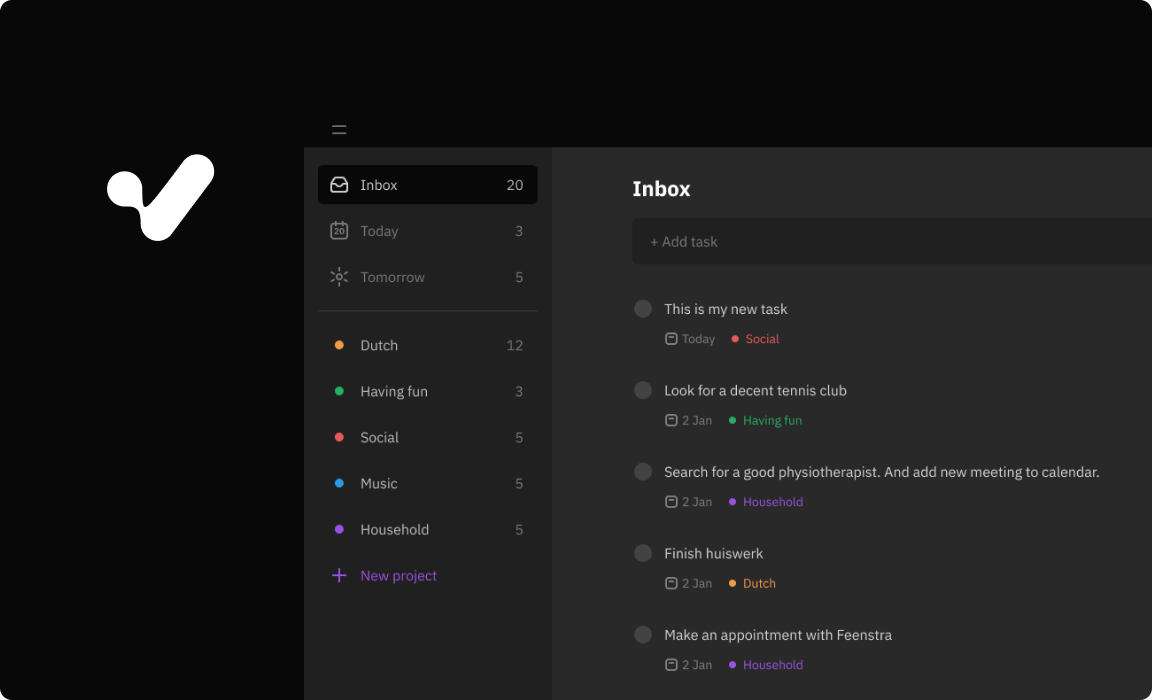 Inbox 20
20
Today 3
Tomorrow 5
Dutch 12
Having fun 3
Social 5
Music 5
Household 5
New project
Inbox
+ Add task
This is my new task
Today Social
Look for a decent tennis club
2 Jan Having fun
Search for a good physiotherapist. And add new meeting to calendar.
2 Jan Household
Finish huiswerk
2 Jan Dutch
Make an appointment with Feenstra
2 Jan Household